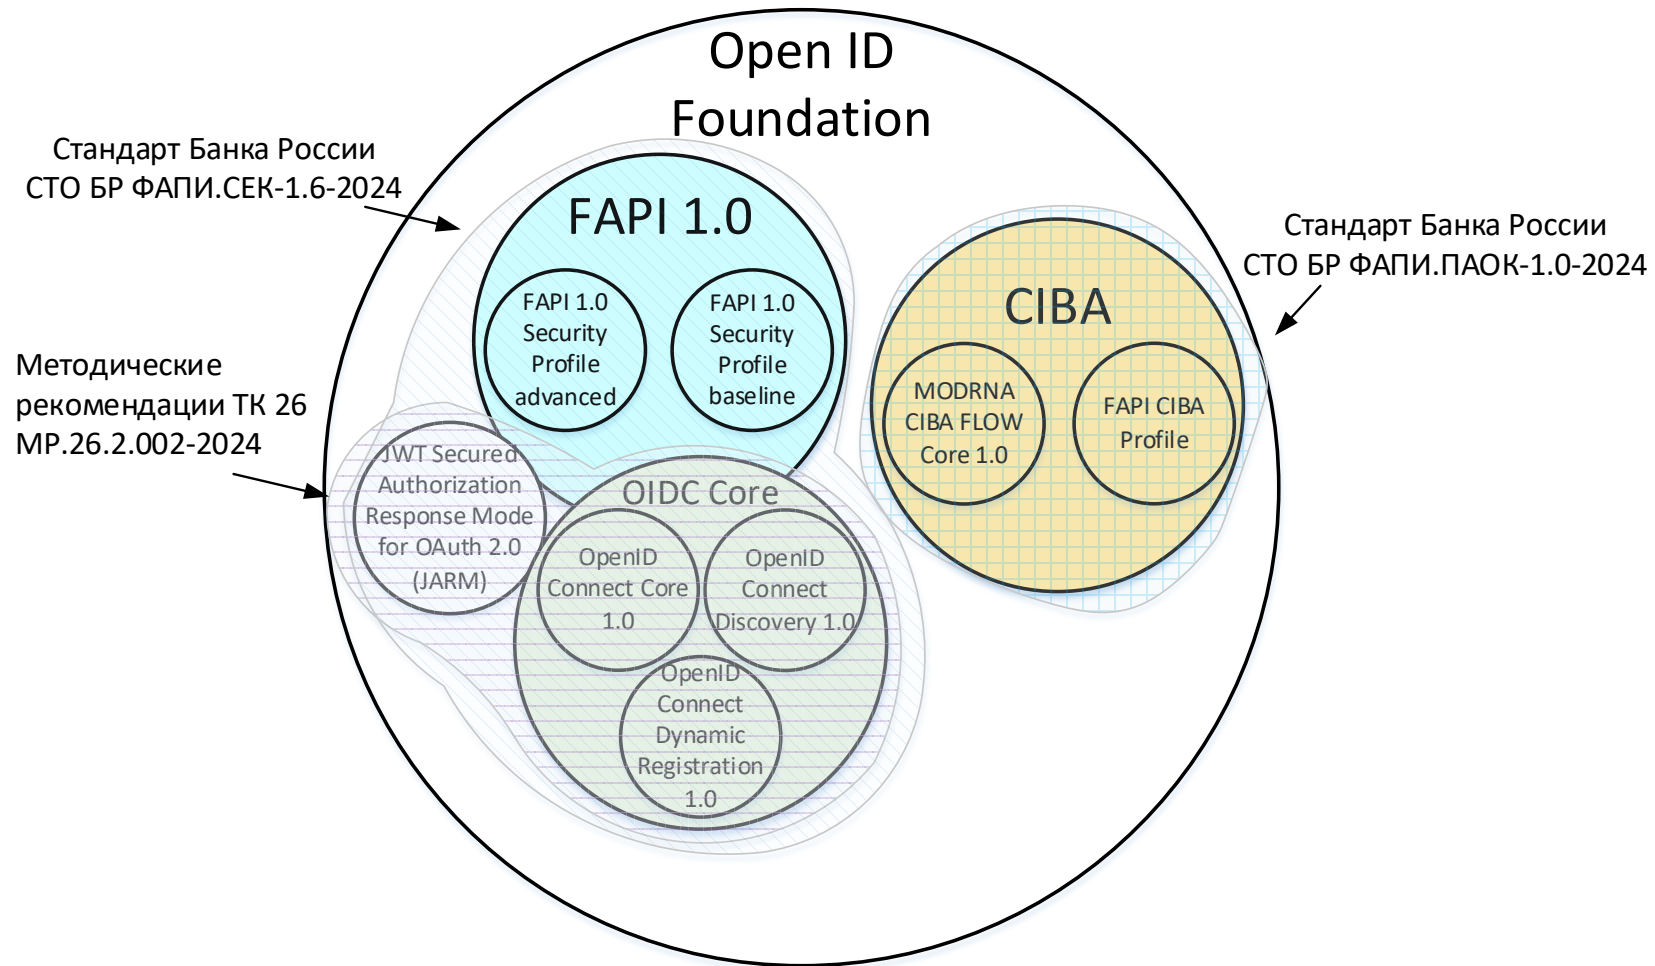 Open ID
Foundation
Стандарт Банка России
СТО БР ФАПИ.СЕК-1.6-2024
FAPI 1.0
FAPI 1.0
Security
Profile
advanced
FAPI 1.0
Security
Profile
baseline
Стандарт Банка России
СТО БР ФАПИ.ПАОК-1.0-2024
CIBA
MODRNA
CIBA FLOW
Core 1.0
FAPI CIBA
Profile
Методические
рекомендации ТК 26
МР.26.2.002-2024
JWT Secured
Authorization
Response Mode
for OAuth 2.0
(JARM)
OIDC Core
OpenID
Connect Core
1.0
OpenID
Connect
Discovery 1.0
OpenID
Connect
Dynamic
Registration
1.0